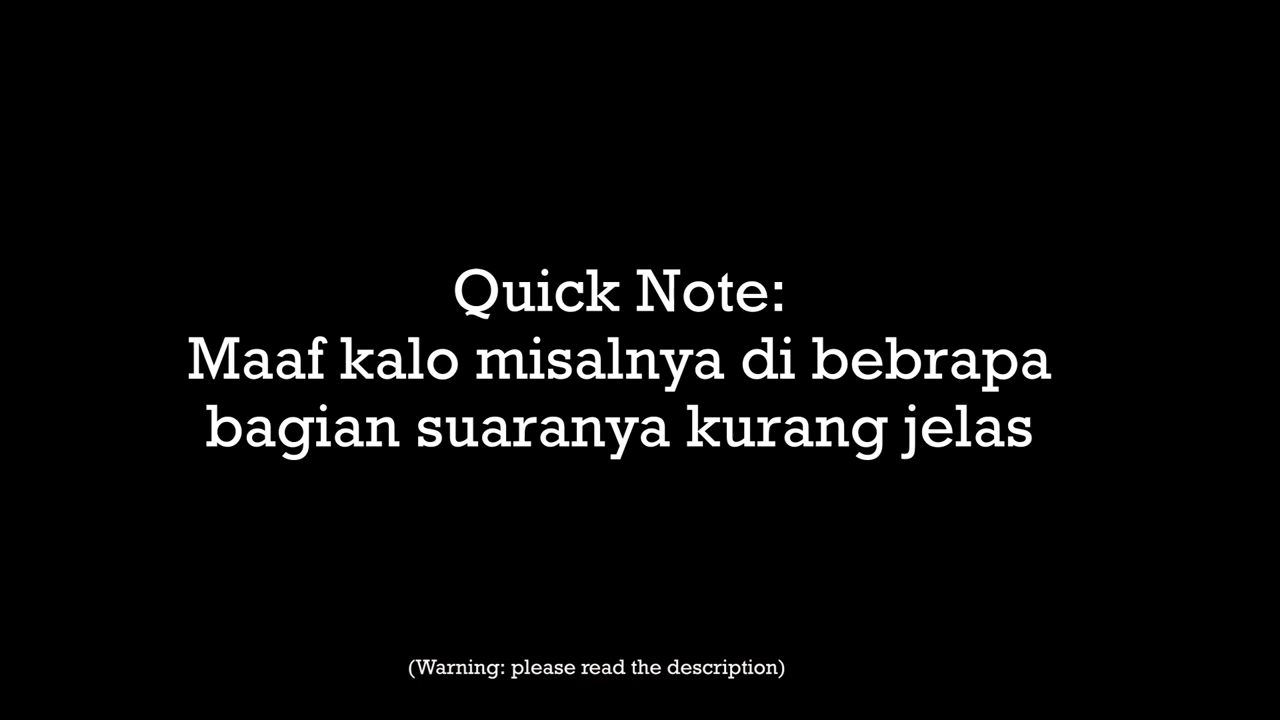 Quick Note:
Maaf kalo misalnya di bebrapa
bagian suaranya kurang jelas
(Warning: please read the description)